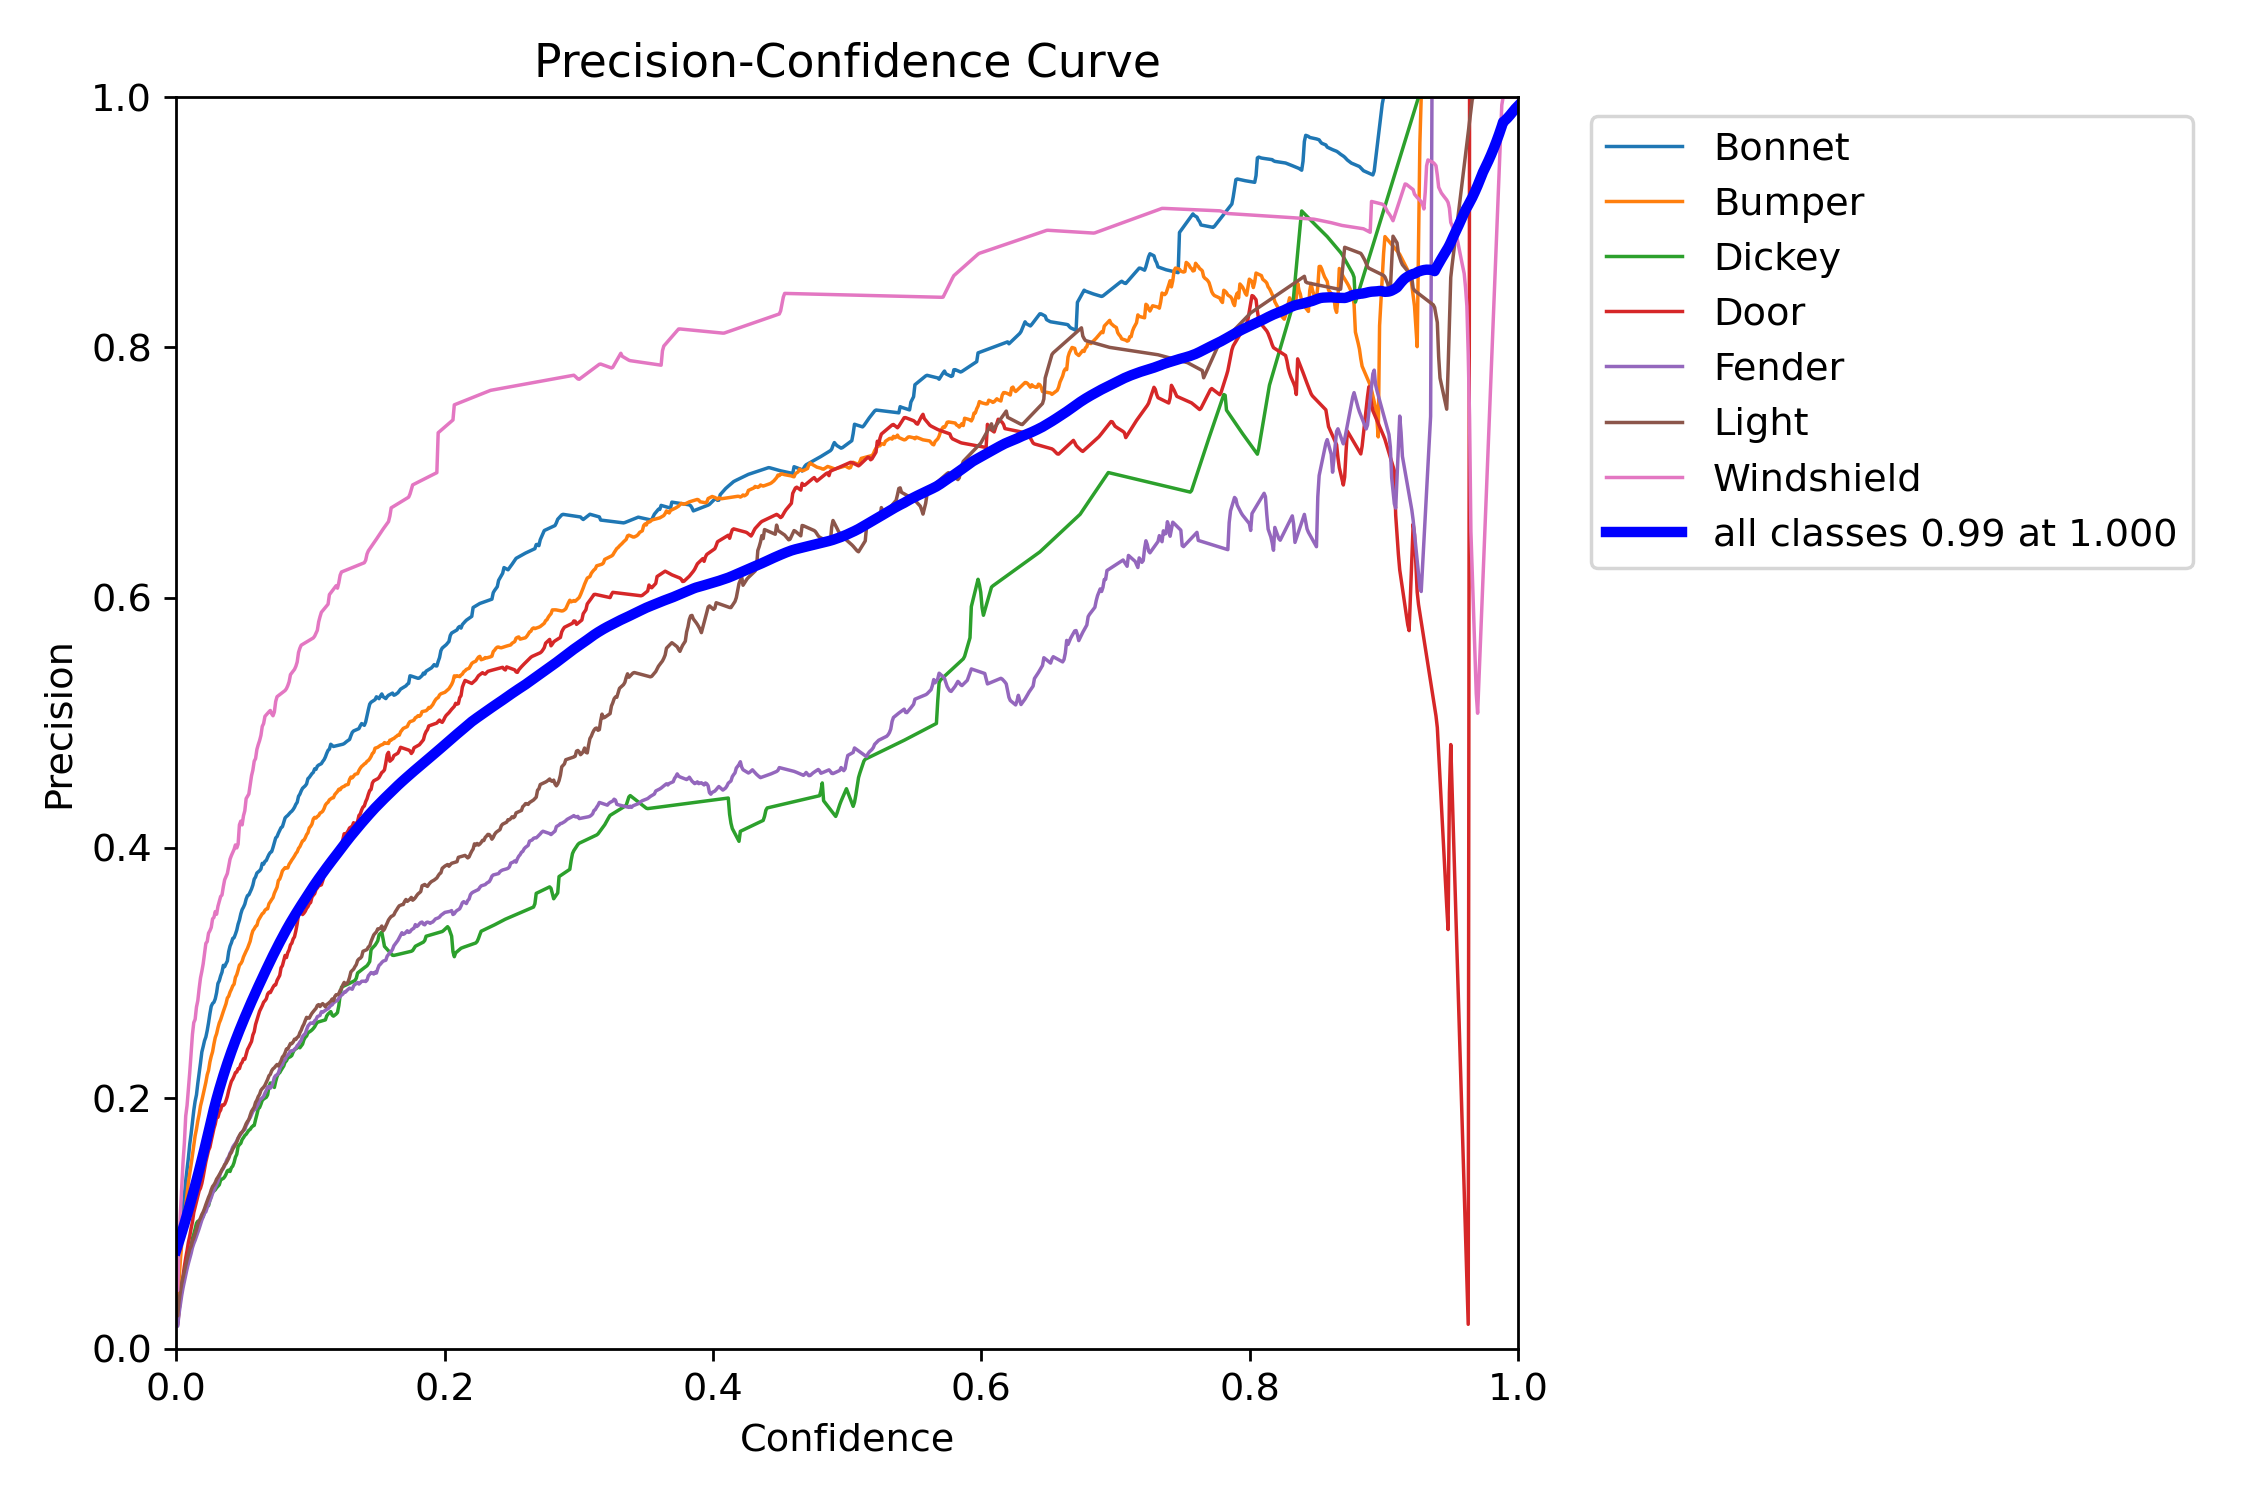 Precision-Confidence Curve
1.0
0.8
0.6
0.4
0.2
0.0
Precision
0.0 0.2 0.4 0.6 0.8 1.0
Confidence
Bonnet
Bumper
Dickey
Door
Fender
Light
Windshield
all classes 0.99 at 1.000